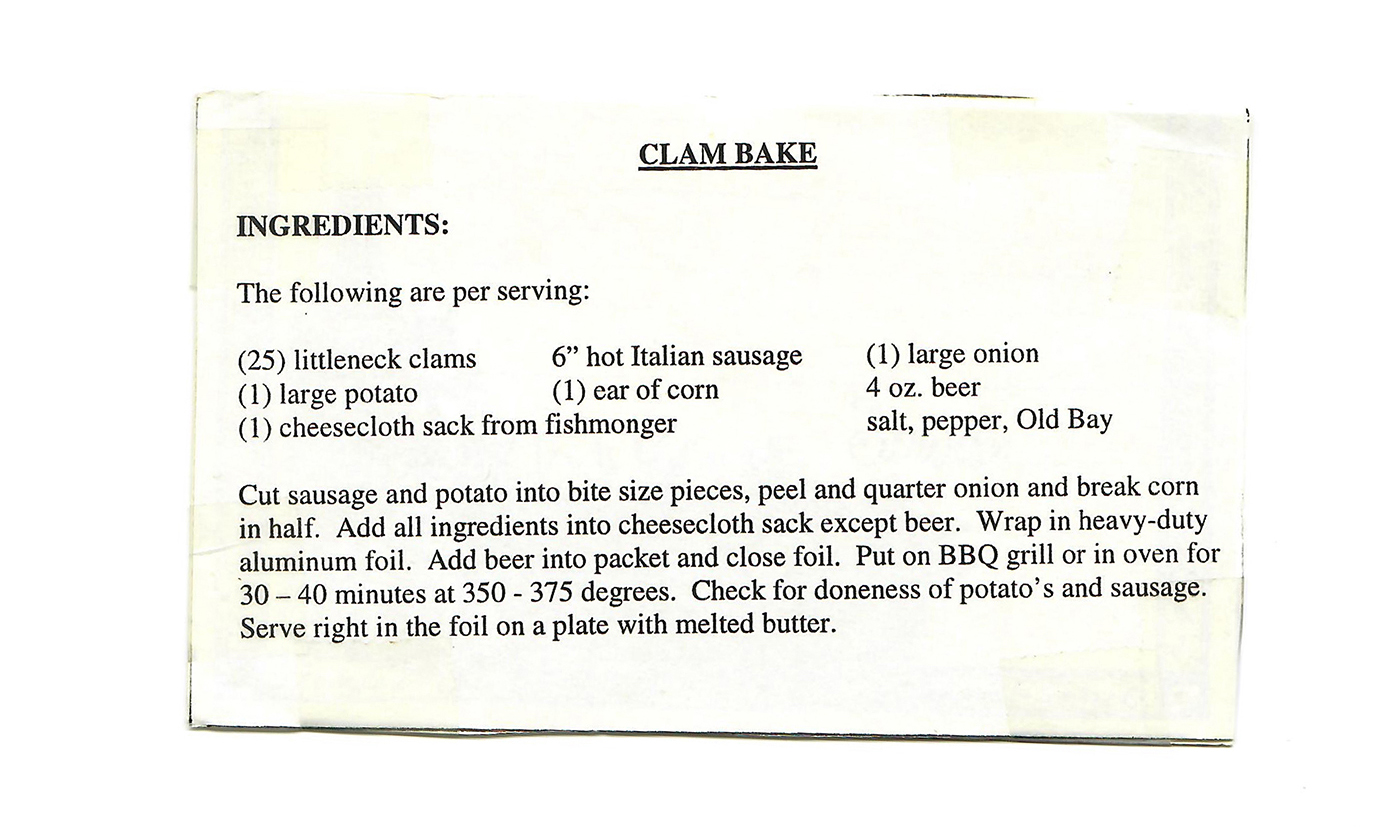 CLAM BAKE
INGREDIENTS:
The following are per serving:
(25) littleneck clams 6” hot Italian sausage (1) large onion
(1) large potato (1) ear of corn 4 oz. beer
(1) cheesecloth sack from fishmonger salt, pepper, Old Bay
Cut sausage and potato into bite size pieces, peel and quarter onion and break corn
in half.  Add all ingredients into cheesecloth sack except beer.  Wrap in heavy-duty
aluminum foil.  Add beer into packet and close foil.  Put on BBQ grill or in oven for
30 – 40 minutes at 350 - 375 degrees.  Check for doneness of potato’s and sausage.
Serve right in the foil on a plate with melted butter.